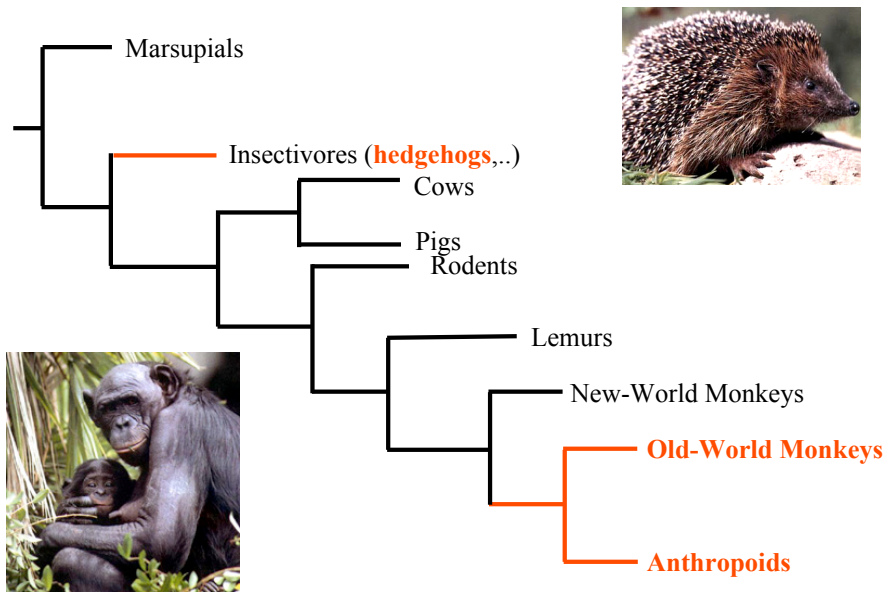 Marsupials
Insectivores (hedgehogs,..)
Cows
Pigs
Rodents
Lemurs
New-World Monkeys
Old-World Monkeys
Anthropoids